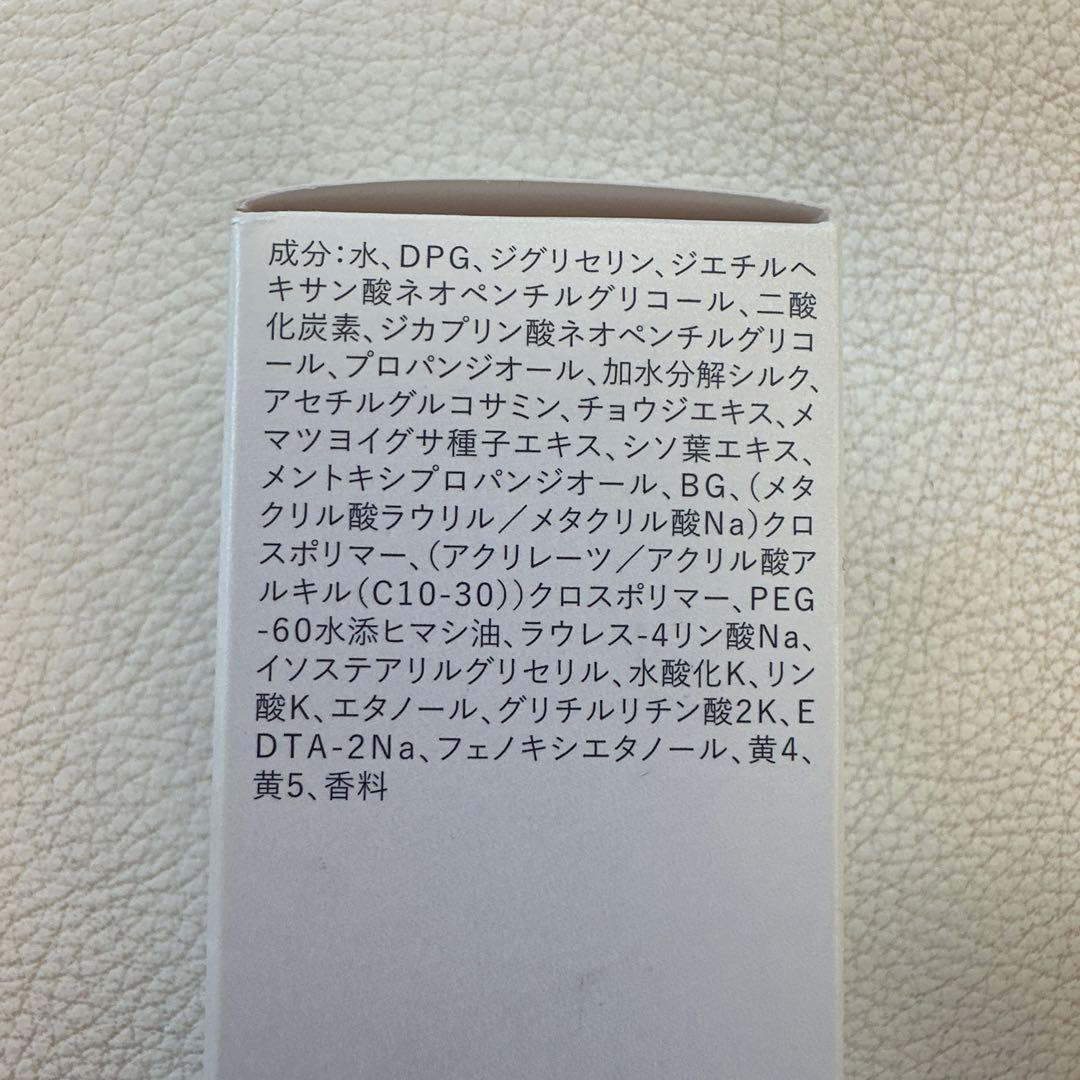 成分：水、DPG、ジグリセリン、ジエチルヘ
キサン酸ネオペンチルグリコール、二酸
化炭素、ジカプリン酸ネオペンチルグリコ
ール、プロパンジオール、加水分解シルク、
アセチルグルコサミン、チョウジエキス、メ
マツヨイグサ種子エキス、シソ葉エキス、
メントキシプロパンジオール、BG、（メタ
クリル酸ラウリル／メタクリル酸Na）クロ
スポリマー、（アクリレーツ／アクリル酸ア
ルキル（C10-30））クロスポリマー、PEG
-60水添ヒマシ油、ラウレス-4リン酸Na、
イソステアリルグリセリル、水酸化K、リン
酸K、エタノール、グリチルリチン酸2K、E
DTA-2Na、フェノキシエタノール、黄4、
黄5、香料